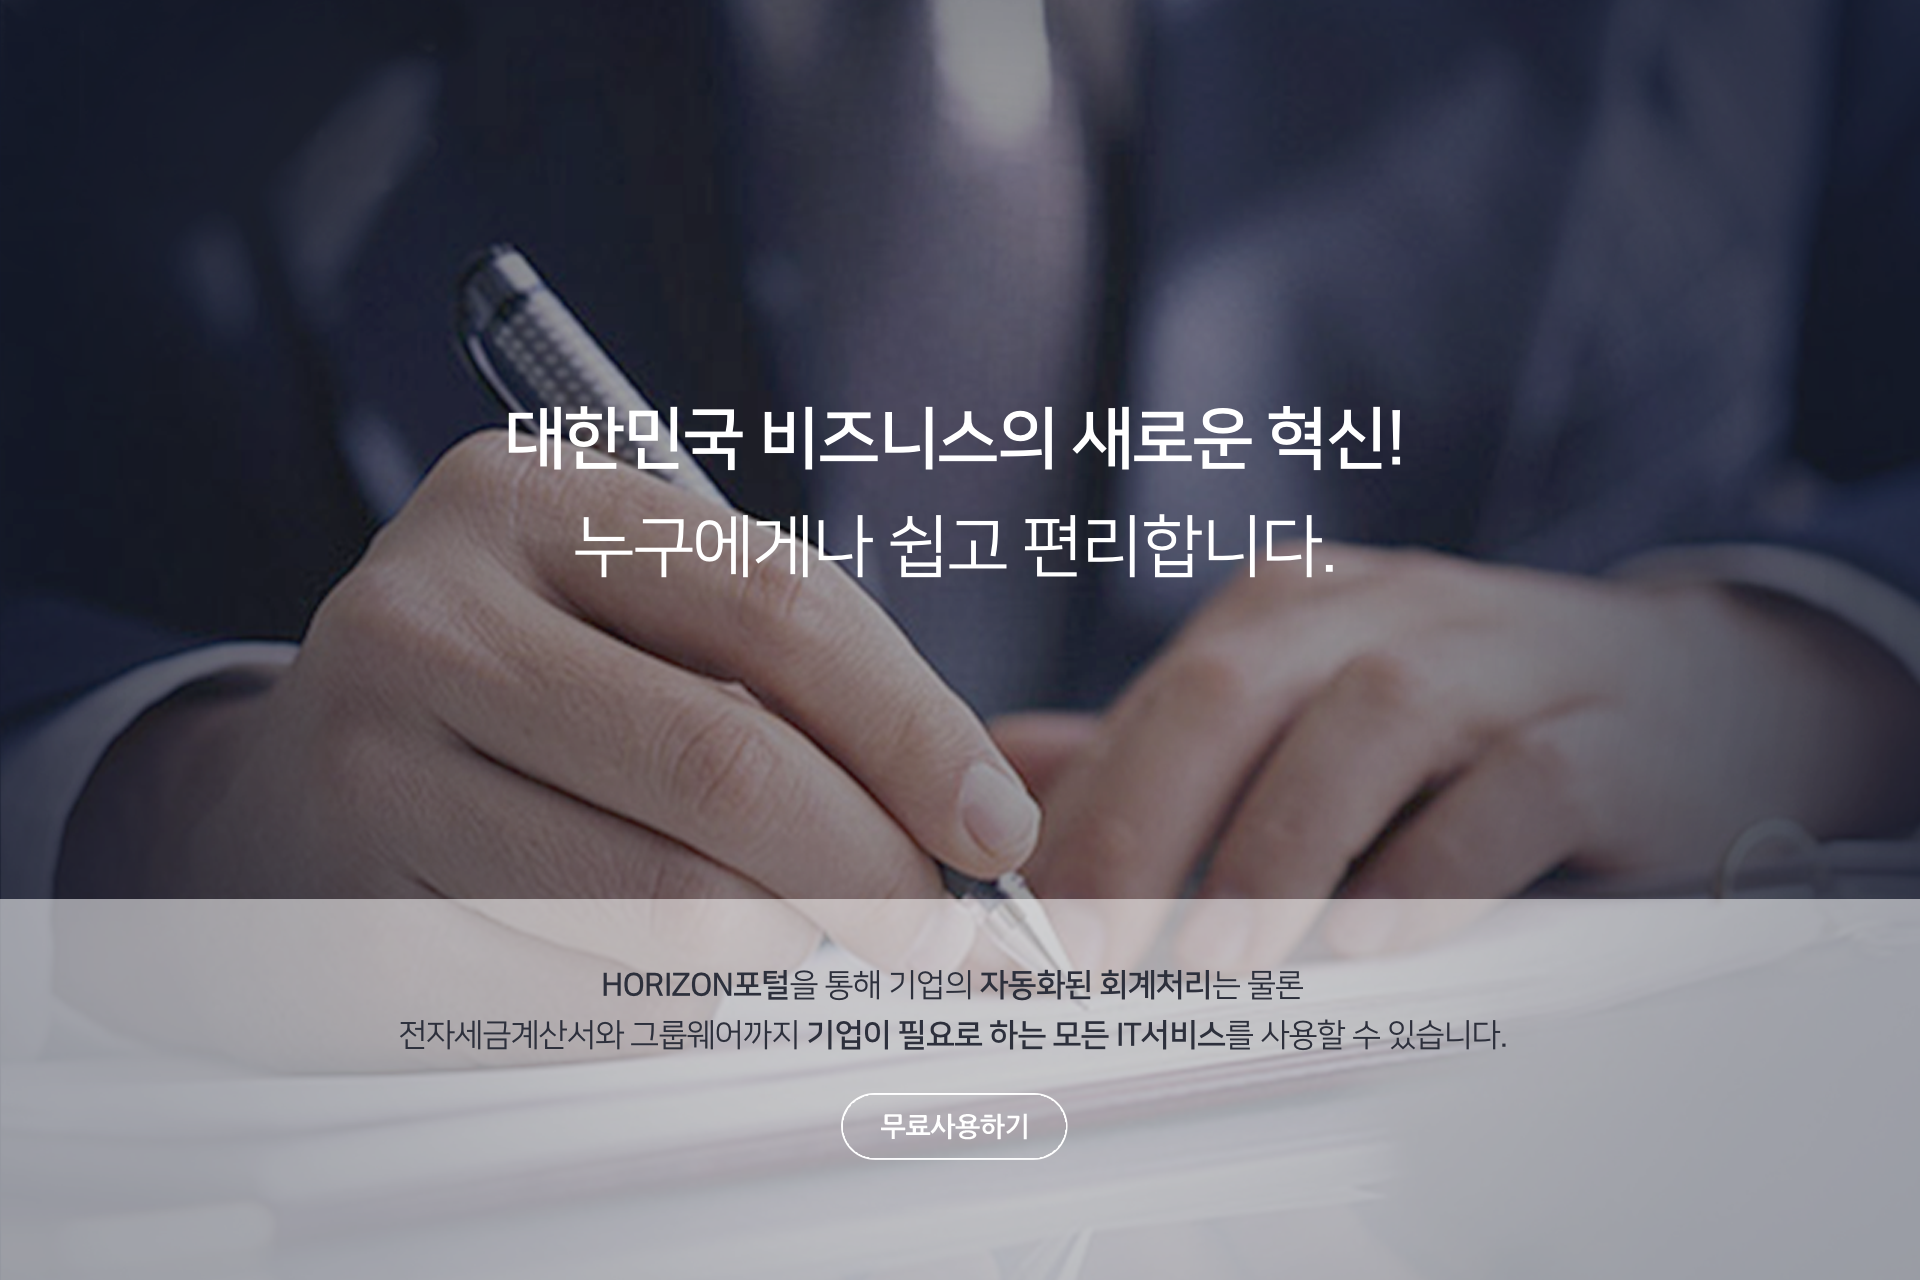 대한민국 비즈니스의 새로운 혁신!
누구에게나 쉽고 편리합니다.
HORIZON포털을 통해 기업의 자동화된 회계처리는 물론
전자세금계산서와 그룹웨어까지 기업이 필요로 하는 모든 IT서비스를 사용할 수 있습니다.
무료사용하기